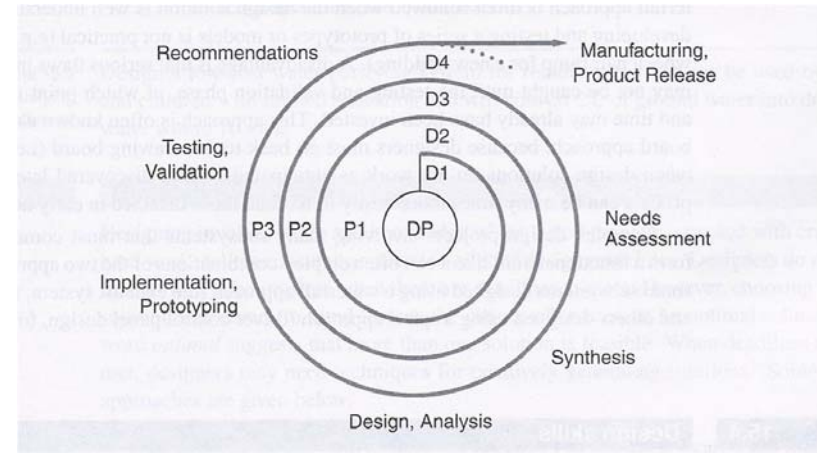 Recommendations
Manufacturing,
Product Release
D4
D3
D2
D1
Testing,
Validation
P3
P2
P1
DP
Needs
Assessment
Implementation,
Prototyping
Synthesis
Design, Analysis